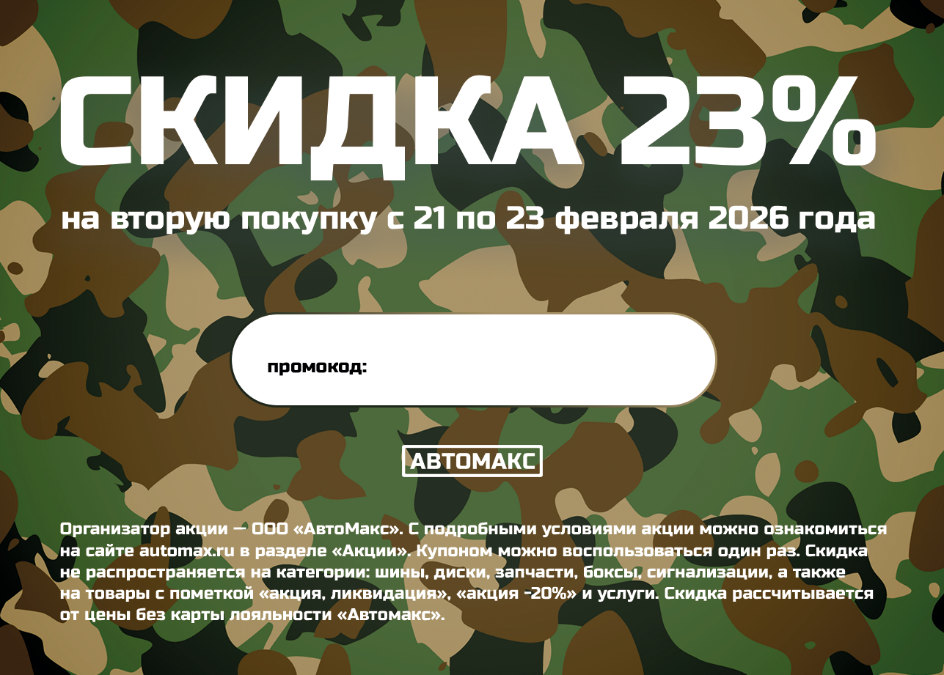 СКИДКА 23%
на вторую покупку с 21 по 23 февраля 2026 года
промокод:
АВТОМАКС
Организатор акции — ООО «АвтоМакс». С подробными условиями акции можно ознакомиться
на сайте automax.ru в разделе «Акции». Купоном можно воспользоваться один раз. Скидка
не распространяется на категории: шины, диски, запчасти, боксы, сигнализации, а также
на товары с пометкой «акция, ликвидация», «акция -20%» и услуги. Скидка рассчитывается
от цены без карты лояльности «Автомакс».